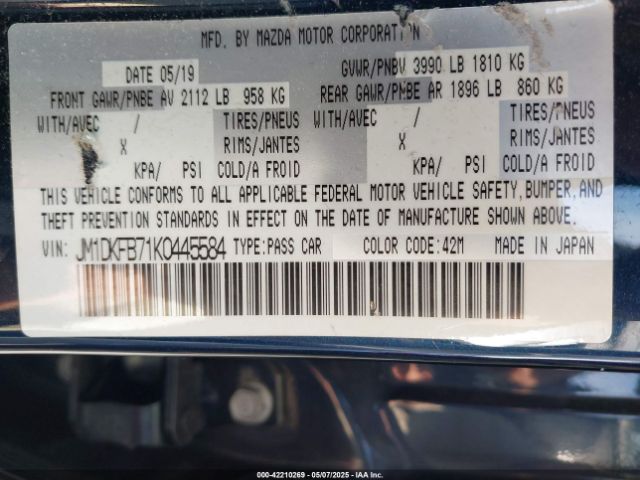 MFD. BY MAZDA MOTOR CORPORATION
DATE 05/19 GVWR/PNBV 3990 LB 1810 KG
FRONT GAWR/PNBE AV 2112 LB 958 KG REAR GAWR/PNBE AR 1896 LB 860 KG
WITH/AVEC / TIRES/PNEUS WITH/AVEC / TIRES/PNEUS
X RIMS/JANTES X RIMS/JANTES
KPA/ PSI COLD/A FROID KPA/ PSI COLD/A FROID
THIS VEHICLE CONFORMS TO ALL APPLICABLE FEDERAL MOTOR VEHICLE SAFETY,BUMPER,AND
THEFT PREVENTION STANDARDS IN EFFECT ON THE DATE OF MANUFACTURE SHOWN ABOVE.
VIN: JM1DKFB71K0445584 TYPE:PASS CAR COLOR CODE:42M MADE IN JAPAN
000-42210269 - 05/07/2025 - IAA Inc.